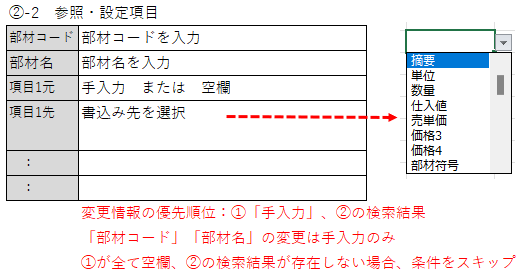 ②-2　参照・設定項目
部材コード 部材コードを入力
部材名 部材名を入力
項目1元 手入力　または　空欄
項目1先 書込み先を選択
：
：
摘要
単位
数量
仕入値
売単価
価格3
価格4
部材符号
変更情報の優先順位：①「手入力」、②の検索結果
「部材コード」「部材名」の変更は手入力のみ
①が全て空欄、②の検索結果が存在しない場合、条件をスキップ